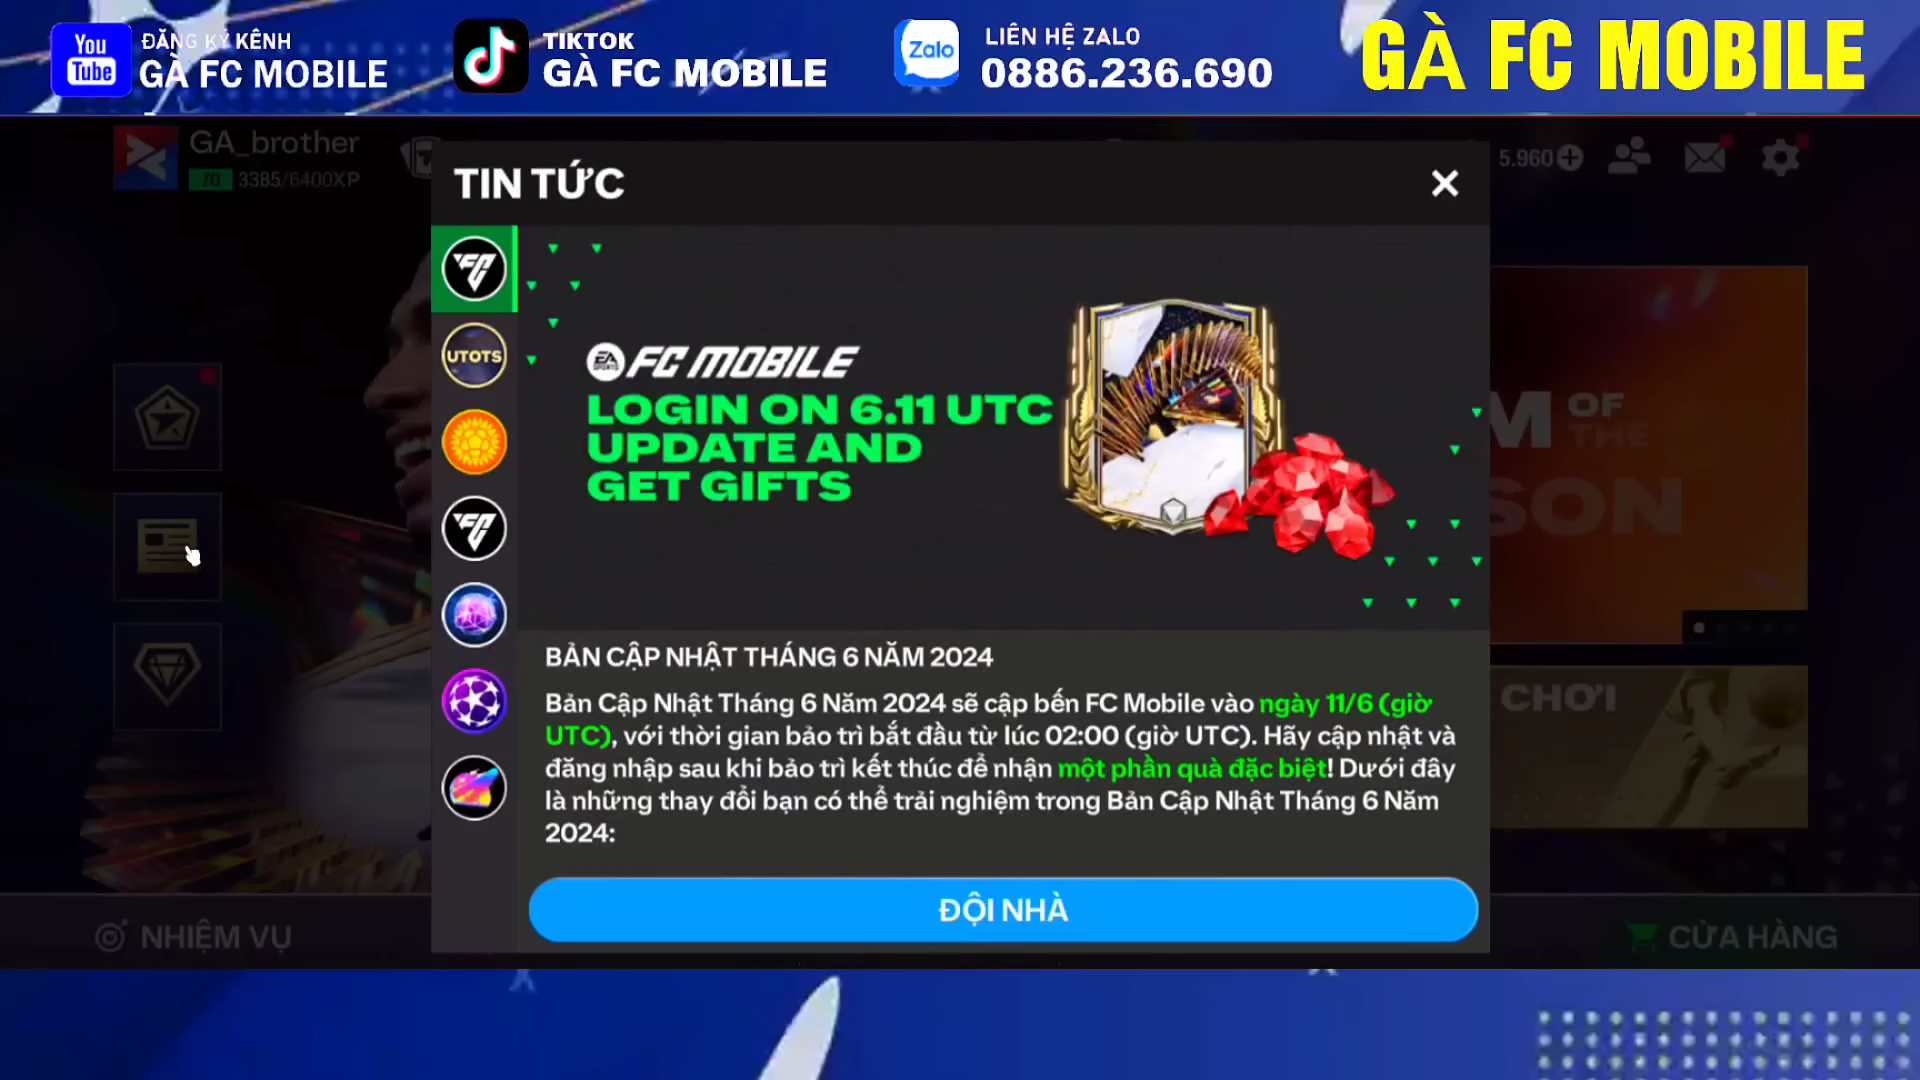 You
Tube
ĐĂNG KÝ KÊNH
GÀ FC MOBILE
TIKTOK
GÀ FC MOBILE
Zalo
LIÊN HỆ ZALO
0886.236.690
GÀ FC MOBILE
GA_brother
70 3385/6400XP
5.960
TIN TỨC
UTOTS
EA SPORTS FC MOBILE
LOGIN ON 6.11 UTC
UPDATE AND
GET GIFTS
OF
THE
SON
BẢN CẬP NHẬT THÁNG 6 NĂM 2024
Bản Cập Nhật Tháng 6 Năm 2024 sẽ cập bến FC Mobile vào ngày 11/6 (giờ
UTC), với thời gian bảo trì bắt đầu từ lúc 02:00 (giờ UTC). Hãy cập nhật và
đăng nhập sau khi bảo trì kết thúc để nhận một phần quà đặc biệt! Dưới đây
là những thay đổi bạn có thể trải nghiệm trong Bản Cập Nhật Tháng 6 Năm
2024:
CHƠI
ĐỘI NHÀ
NHIỆM VỤ
CỬA HÀNG